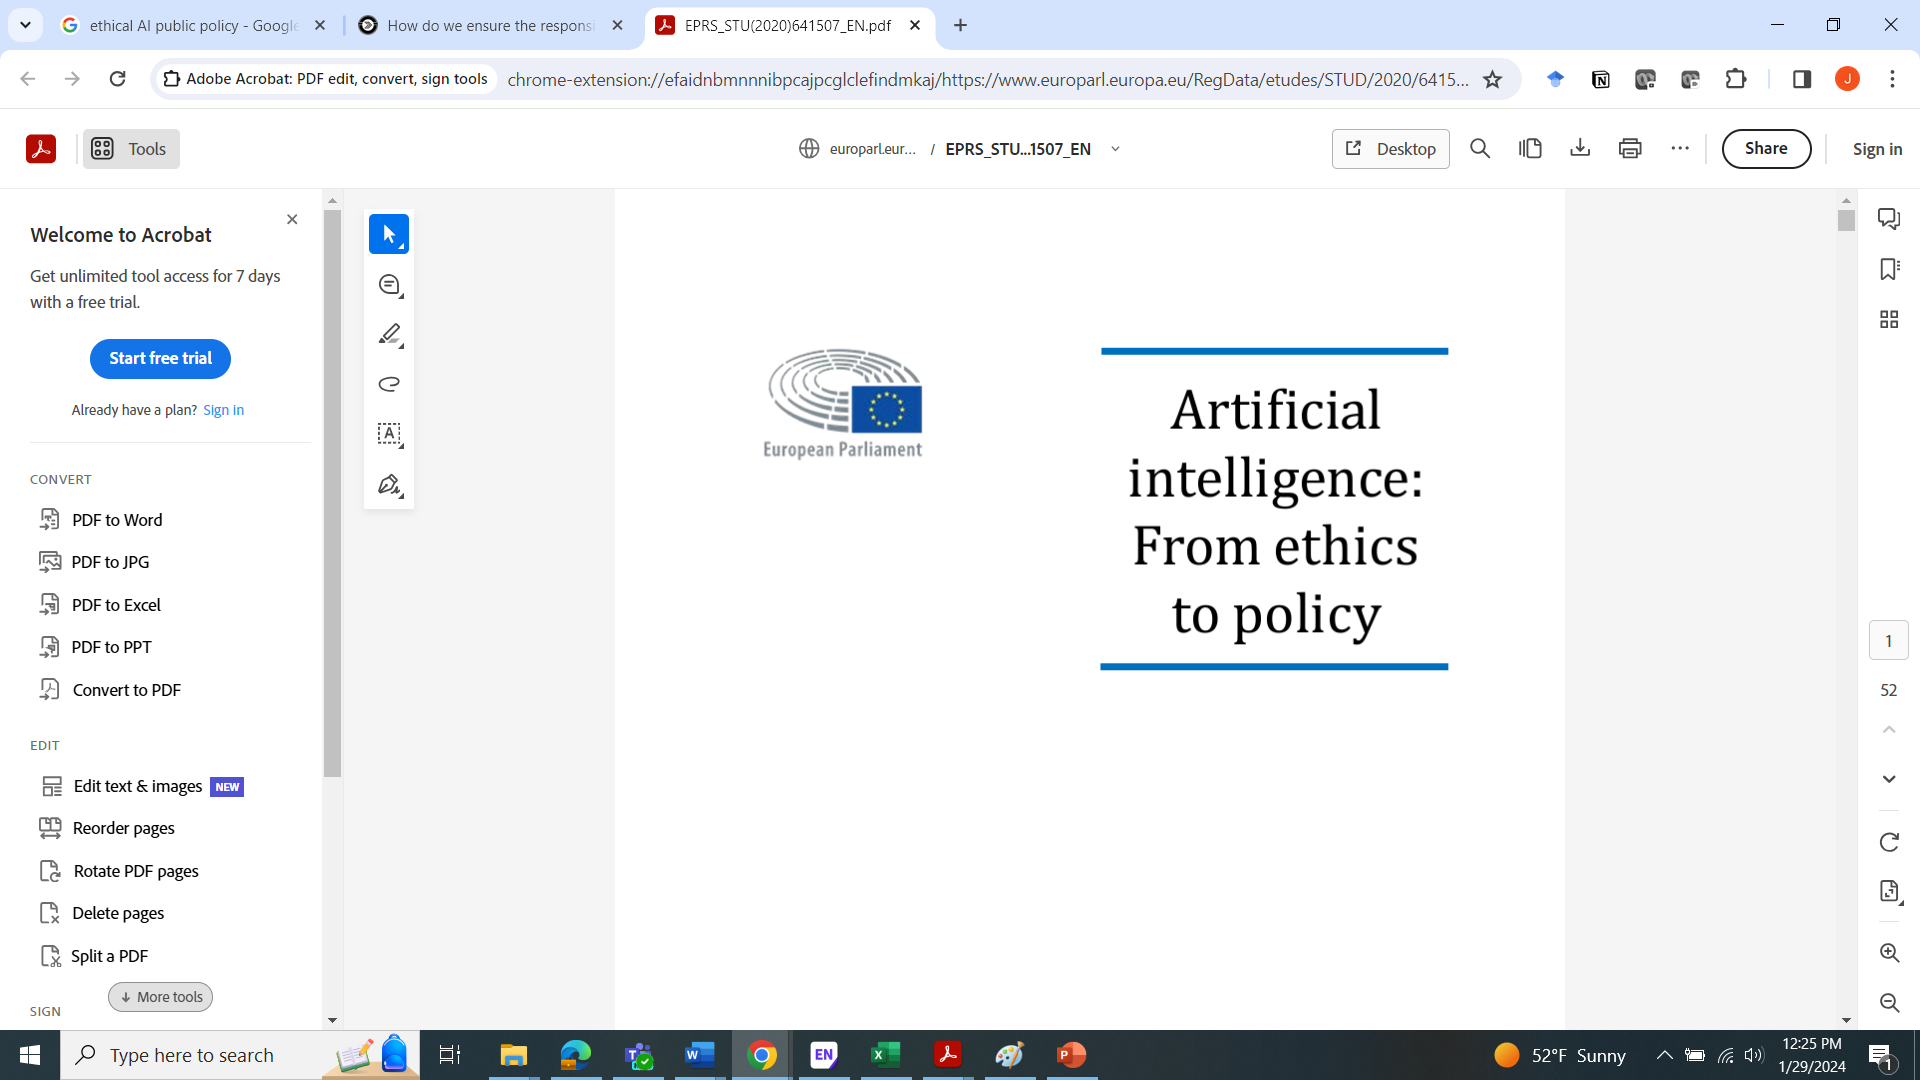 ethical AI public policy - Google
How do we ensure the responsi
EPRS_STU(2020)641507_EN.pdf
Adobe Acrobat: PDF edit, convert, sign tools
chrome-extension://efaidnbmnnnibpcajpcglclefindmkaj/https://www.europarl.europa.eu/RegData/etudes/STUD/2020/6415...
J
Tools
europarl.eur... / EPRS_STU...1507_EN
Desktop
Share
Sign in
Welcome to Acrobat
Get unlimited tool access for 7 days
with a free trial.
Start free trial
Already have a plan? Sign in
CONVERT
PDF to Word
PDF to JPG
PDF to Excel
PDF to PPT
Convert to PDF
EDIT
Edit text & images NEW
Reorder pages
Rotate PDF pages
Delete pages
Split a PDF
More tools
SIGN
European Parliament
Artificial
intelligence:
From ethics
to policy
1
52
Type here to search
EN
52°F Sunny
12:25 PM
1/29/2024
1